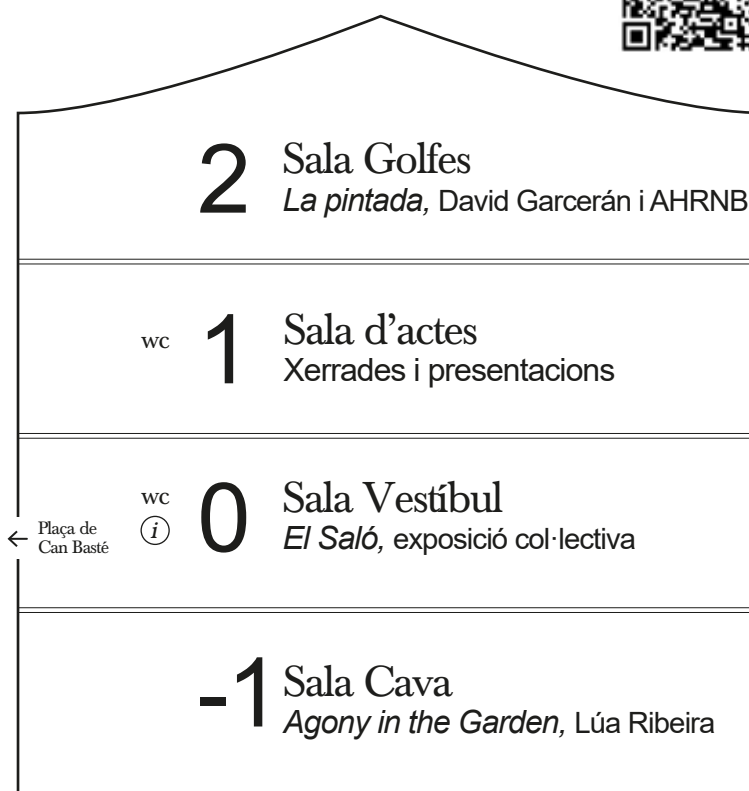 2 Sala Golfes
La pintada, David Garcerán i AHRNB
wc 1 Sala d’actes
Xerrades i presentacions
wc 0 Sala Vestíbul
i El Saló, exposició col·lectiva
← Plaça de
Can Basté
-1 Sala Cava
Agony in the Garden, Lúa Ribeira